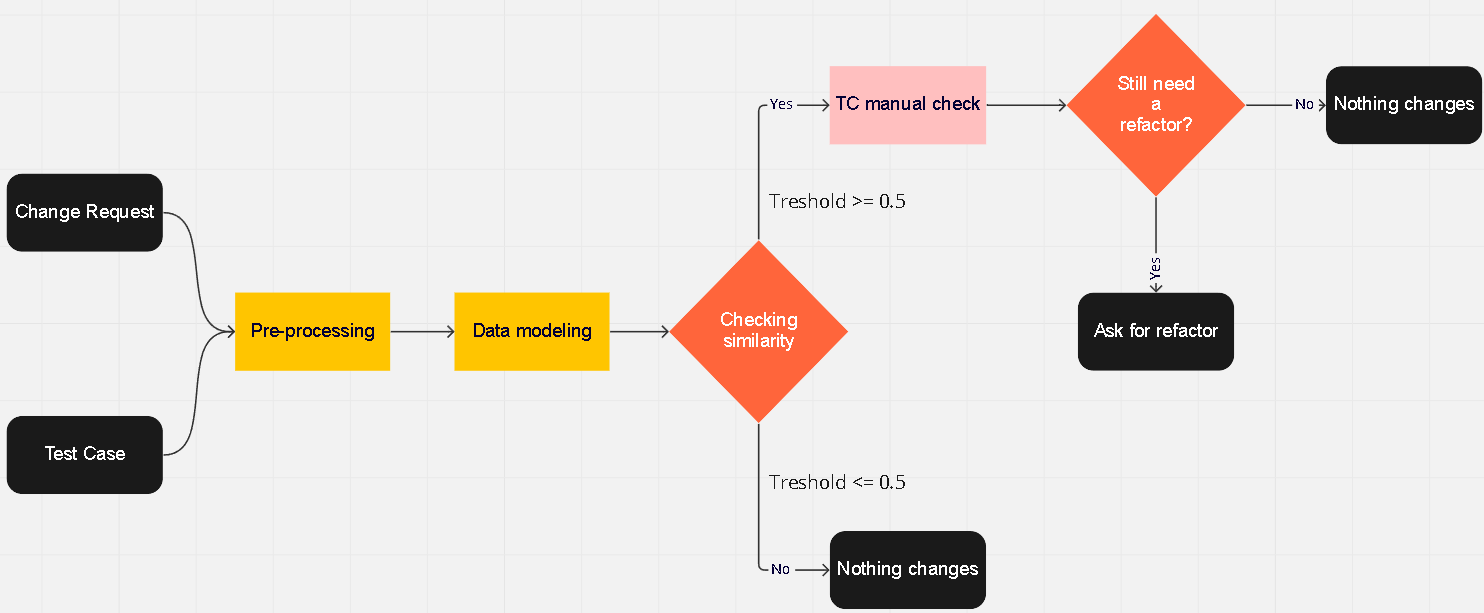 Change Request
Test Case
Pre-processing
Data modeling
Checking
similarity
Treshold >= 0.5
Yes
TC manual check
Still need
a
refactor?
No
Nothing changes
Yes
Ask for refactor
Treshold <= 0.5
No
Nothing changes